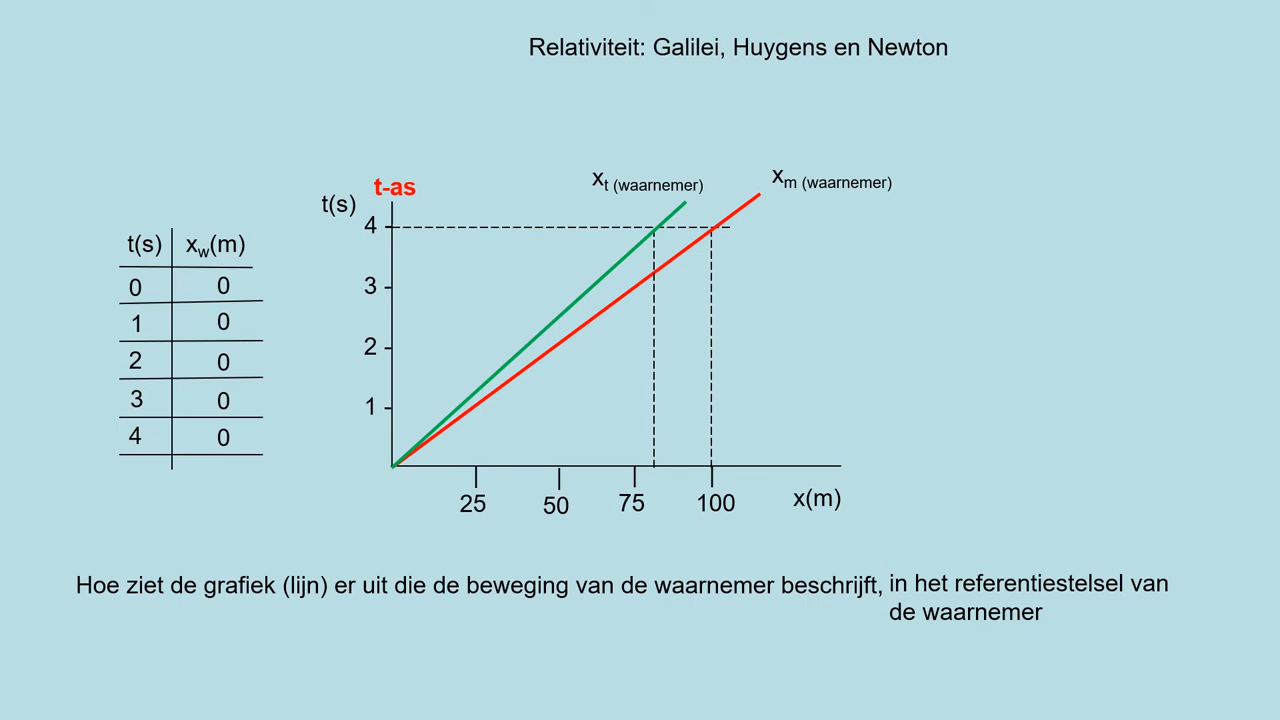 Relativiteit: Galilei, Huygens en Newton
t-as
t(s)
xt (waarnemer)
xm (waarnemer)
4
3
2
1
25 50 75 100
x(m)
t(s) xw(m)
0 0
1 0
2 0
3 0
4 0
Hoe ziet de grafiek (lijn) er uit die de beweging van de waarnemer beschrijft, in het referentiestelsel van
de waarnemer